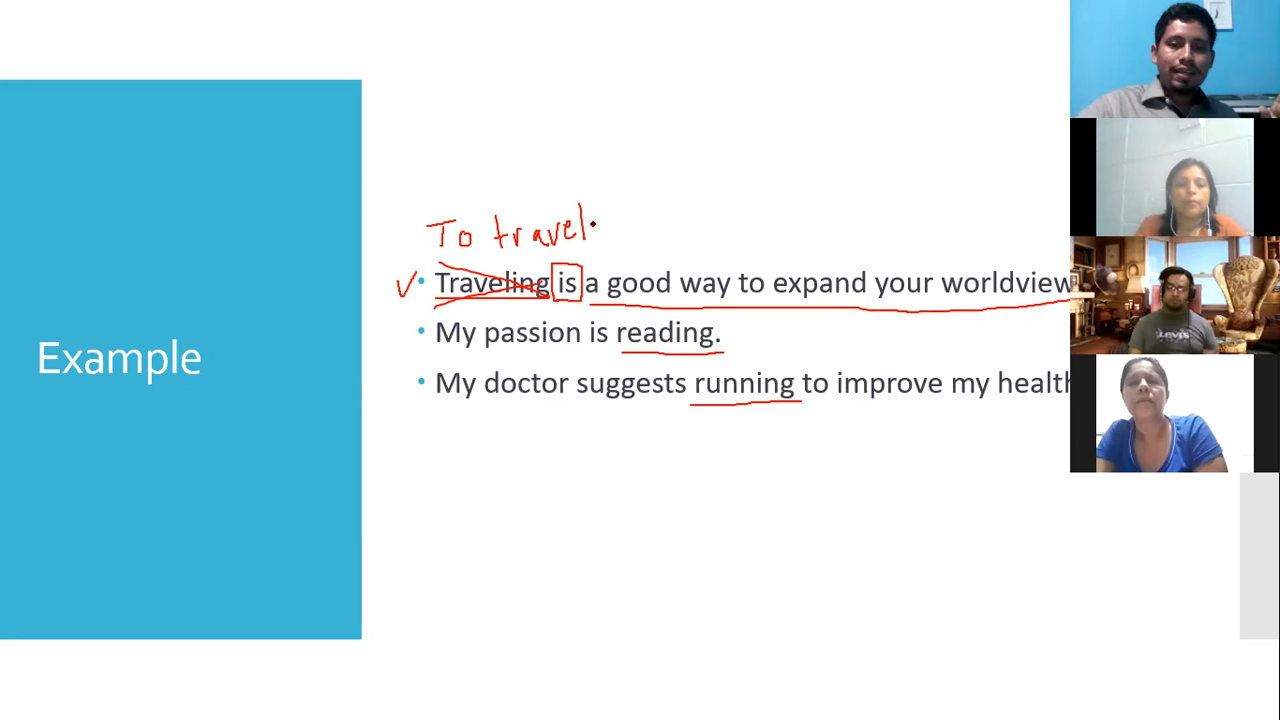 To travel
Traveling is a good way to expand your worldview
My passion is reading.
Example
My doctor suggests running to improve my health